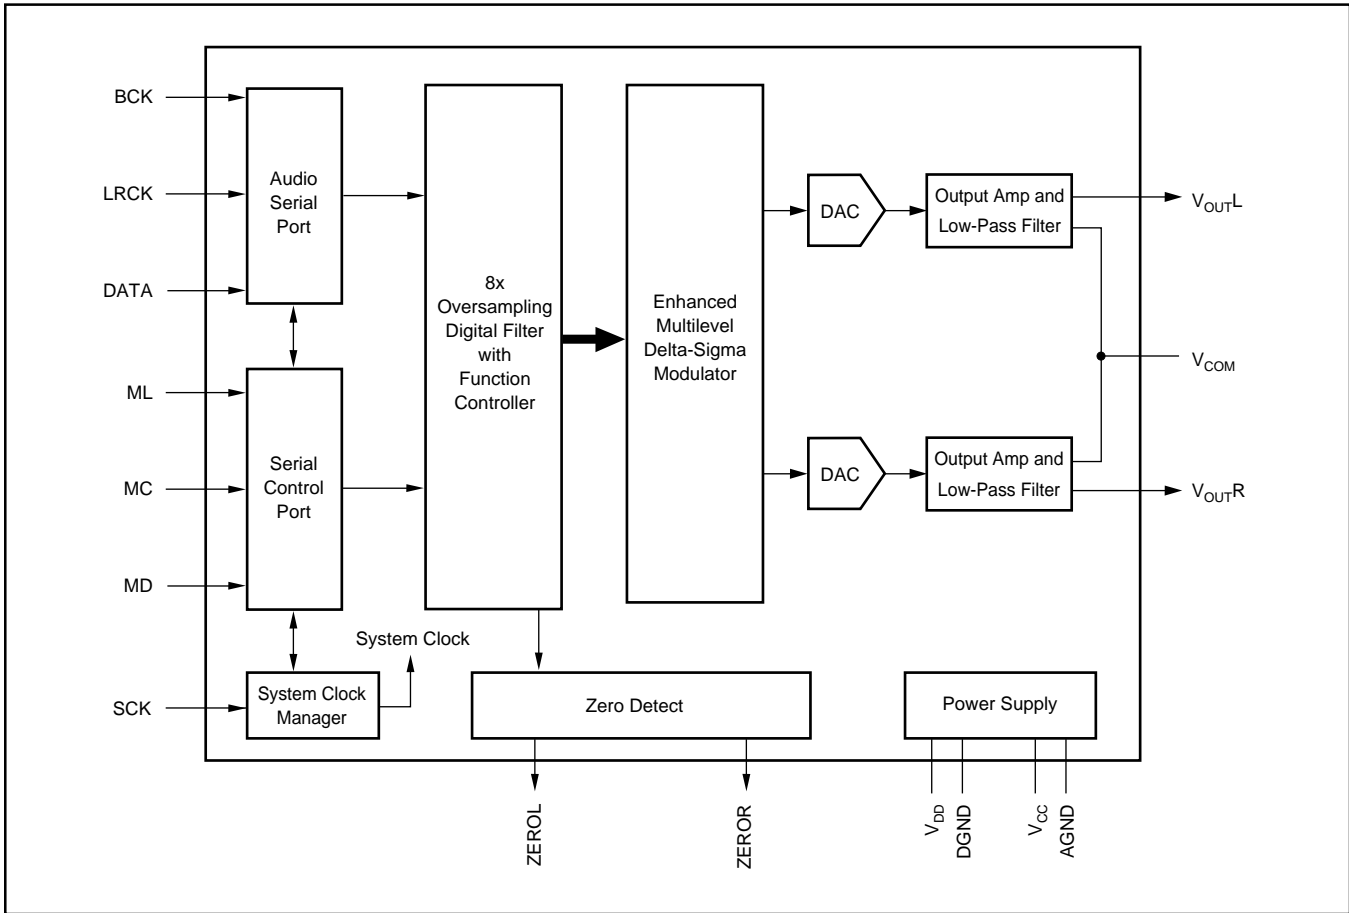 BCK
LRCK
DATA
ML
MC
MD
SCK
Audio
Serial
Port
Serial
Control
Port
System Clock
Manager
System Clock
8x
Oversampling
Digital Filter
with
Function
Controller
Enhanced
Multilevel
Delta-Sigma
Modulator
DAC
Output Amp and
Low-Pass Filter
VOUTL
VCOM
DAC
Output Amp and
Low-Pass Filter
VOUTR
Zero Detect
Power Supply
ZEROL
ZEROR
VDD
DGND
VCC
AGND